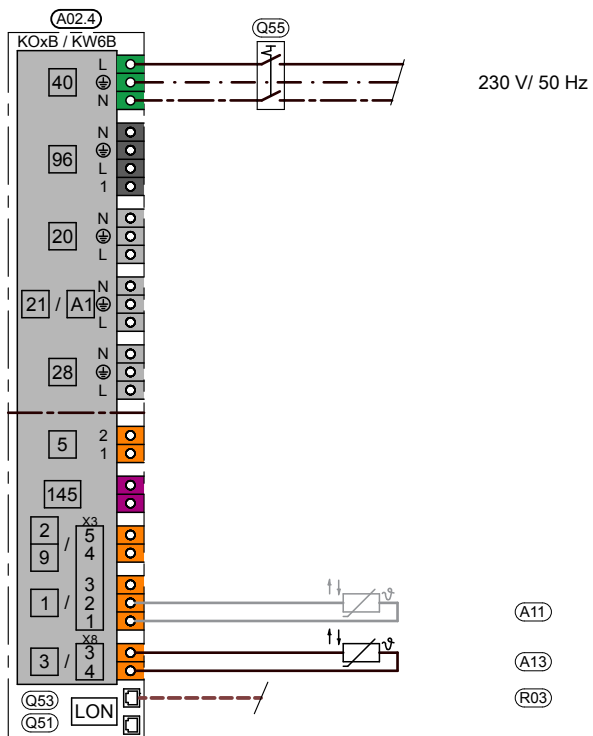 A02.4
KOxB / KW6B
Q55
40
L
N
230 V/ 50 Hz
96
N
L
1
20
N
L
21 / A1
N
L
28
N
L
5
2
1
145
2
9
/
X3
5
4
1 /
3
2
1
ϑ
A11
3 /
X8
3
4
ϑ
A13
Q53
Q51
LON
R03